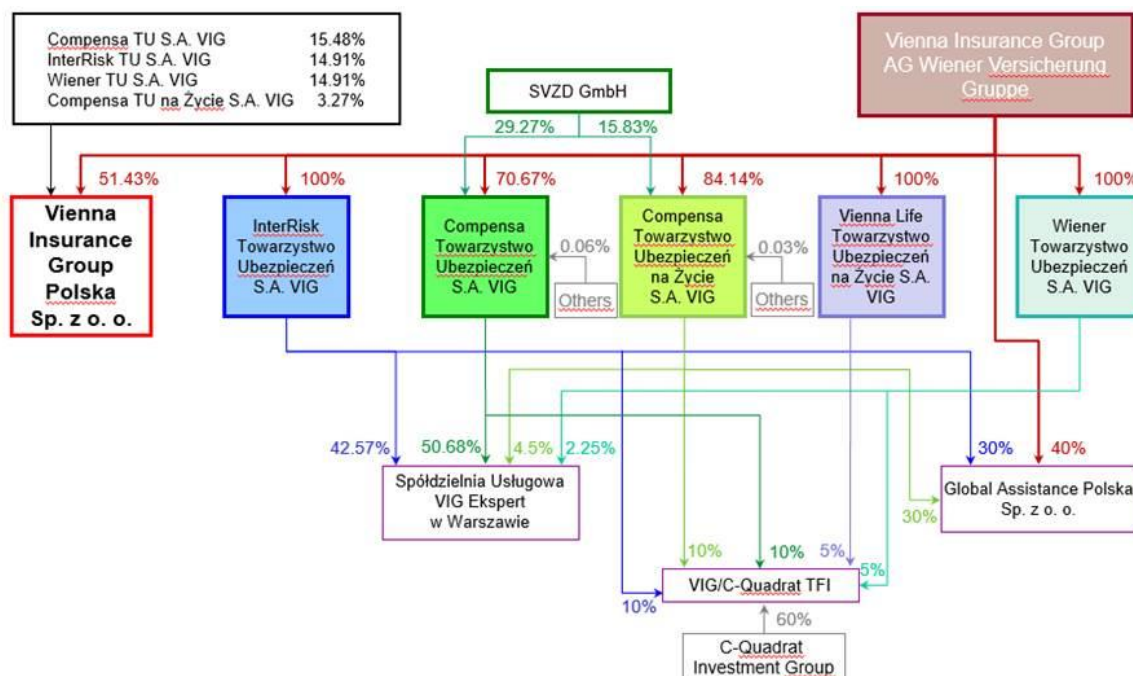 Compensa TU S.A. VIG 15.48%
InterRisk TU S.A. VIG 14.91%
Wiener TU S.A. VIG 14.91%
Compensa TU na Życie S.A. VIG 3.27%
SVZD GmbH
Vienna Insurance Group
AG Wiener Versicherung
Gruppe
29.27% 15.83%
51.43% 100% 70.67% 84.14% 100% 100%
Vienna
Insurance
Group
Polska
Sp. z o. o.
InterRisk
Towarzystwo
Ubezpieczeń
S.A. VIG
Compensa
Towarzystwo
Ubezpieczeń
S.A. VIG
0.06%
Others
Compensa
Towarzystwo
Ubezpieczeń
na Życie
S.A. VIG
0.03%
Others
Vienna Life
Towarzystwo
Ubezpieczeń
na Życie S.A.
VIG
Wiener
Towarzystwo
Ubezpieczeń
S.A. VIG
42.57% 50.68% 4.5% 2.25% 30% 40%
Spółdzielnia Usługowa
VIG Ekspert
w Warszawie
Global Assistance Polska
Sp. z o. o.
30%
10% 10% 5% 5%
VIG/C-Quadrat TFI
10%
60%
C-Quadrat
Investment Group